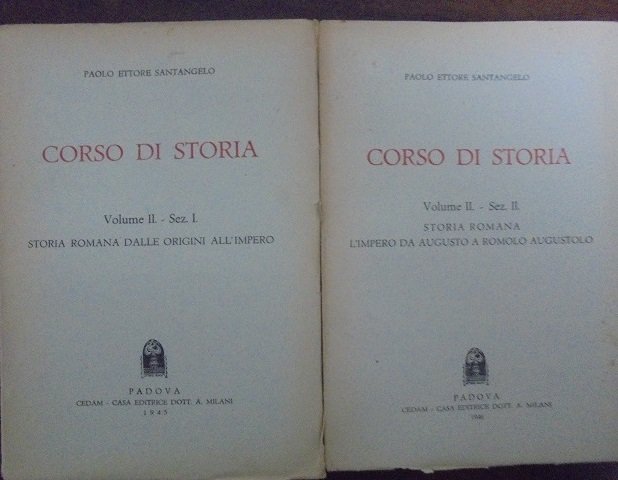 PAOLO ETTORE SANTANGELO
CORSO DI STORIA
Volume II. - Sez. I.
STORIA ROMANA DALLE ORIGINI ALL'IMPERO
PADOVA
CEDAM - CASA EDITRICE DOTT. A. MILANI
1945
PAOLO ETTORE SANTANGELO
CORSO DI STORIA
Volume II. - Sez. II.
STORIA ROMANA
L'IMPERO DA AUGUSTO A ROMOLO AUGUSTOLO
PADOVA
CEDAM - CASA EDITRICE DOTT. A. MILANI
1946